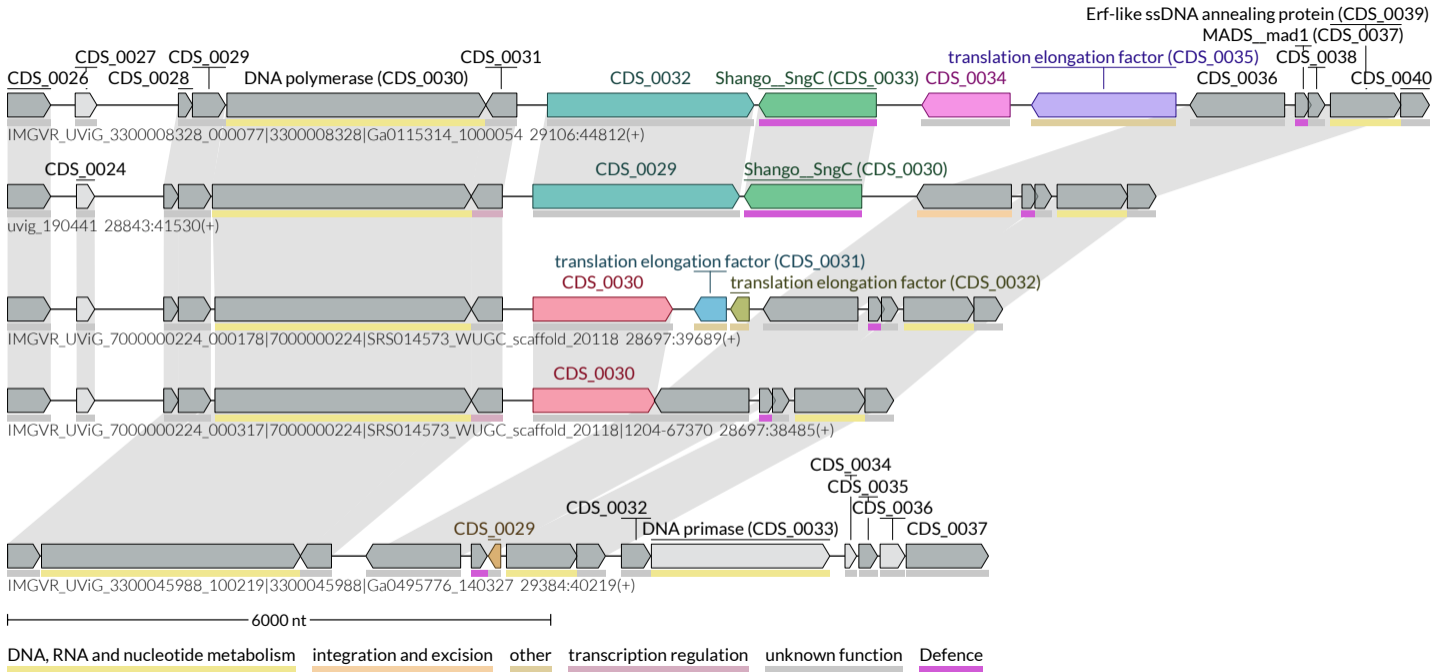 Erf-like ssDNA annealing protein (CDS_0039)
MADS__mad1 (CDS_0037)
CDS_0027 CDS_0029 CDS_0031 translation elongation factor (CDS_0035) CDS_0038
CDS_0026 CDS_0028 DNA polymerase (CDS_0030) CDS_0032 Shango__SngC (CDS_0033) CDS_0034 CDS_0036 CDS_0040
IMGVR_UViG_3300008328_000077|3300008328|Ga0115314_1000054 29106:44812(+)
CDS_0024 CDS_0029 Shango__SngC (CDS_0030)
uvig_190441 28843:41530(+)
translation elongation factor (CDS_0031)
CDS_0030 translation elongation factor (CDS_0032)
IMGVR_UViG_7000000224_000178|7000000224|SRS014573_WUGC_scaffold_20118 28697:39689(+)
CDS_0030
IMGVR_UViG_7000000224_000317|7000000224|SRS014573_WUGC_scaffold_20118|1204-67370 28697:38485(+)
CDS_0034
CDS_0035
CDS_0032 CDS_0036
CDS_0029 DNA primase (CDS_0033) CDS_0037
IMGVR_UViG_3300045988_100219|3300045988|Ga0495776_140327 29384:40219(+)
6000 nt
DNA, RNA and nucleotide metabolism integration and excision other transcription regulation unknown function Defence